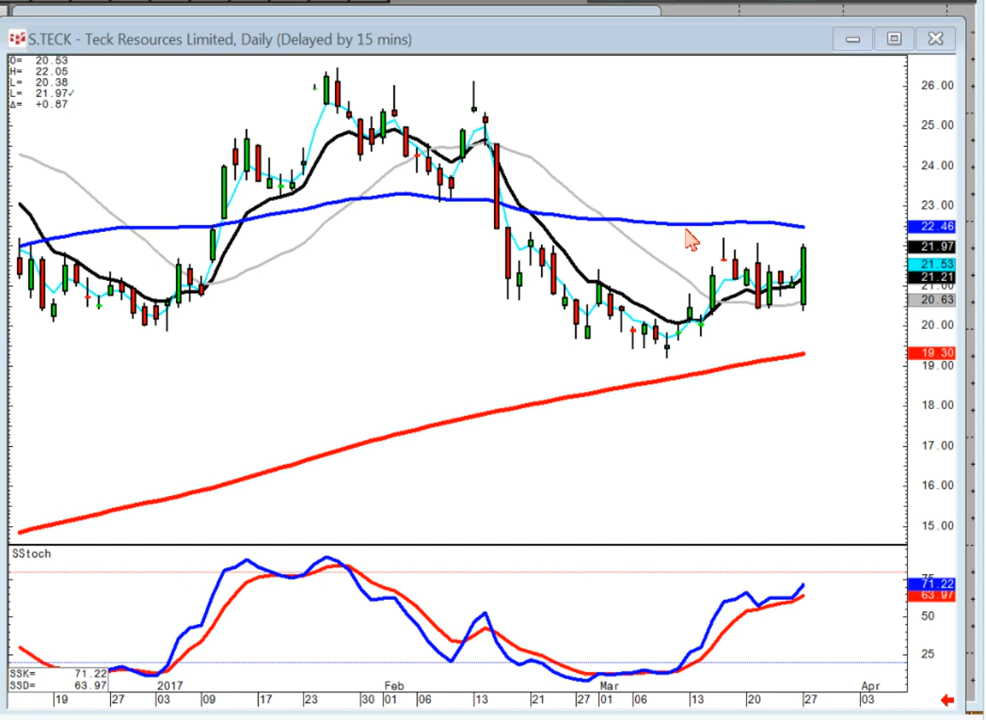 S.TECK - Teck Resources Limited, Daily (Delayed by 15 mins)
O= 20.53
H= 22.05
L= 20.38
L= 21.97✓
Δ= +0.87
26.00
25.00
24.00
23.00
22.46
21.97
21.53
21.21
21.00
20.63
20.00
19.30
19.00
18.00
17.00
16.00
15.00
SStoch
75
71.22
63.97
50
25
SSK= 71.22
SSD= 63.97
2017 Feb Mar Apr
19 27 03 09 17 23 30 01 06 13 21 27 01 06 13 20 27 03